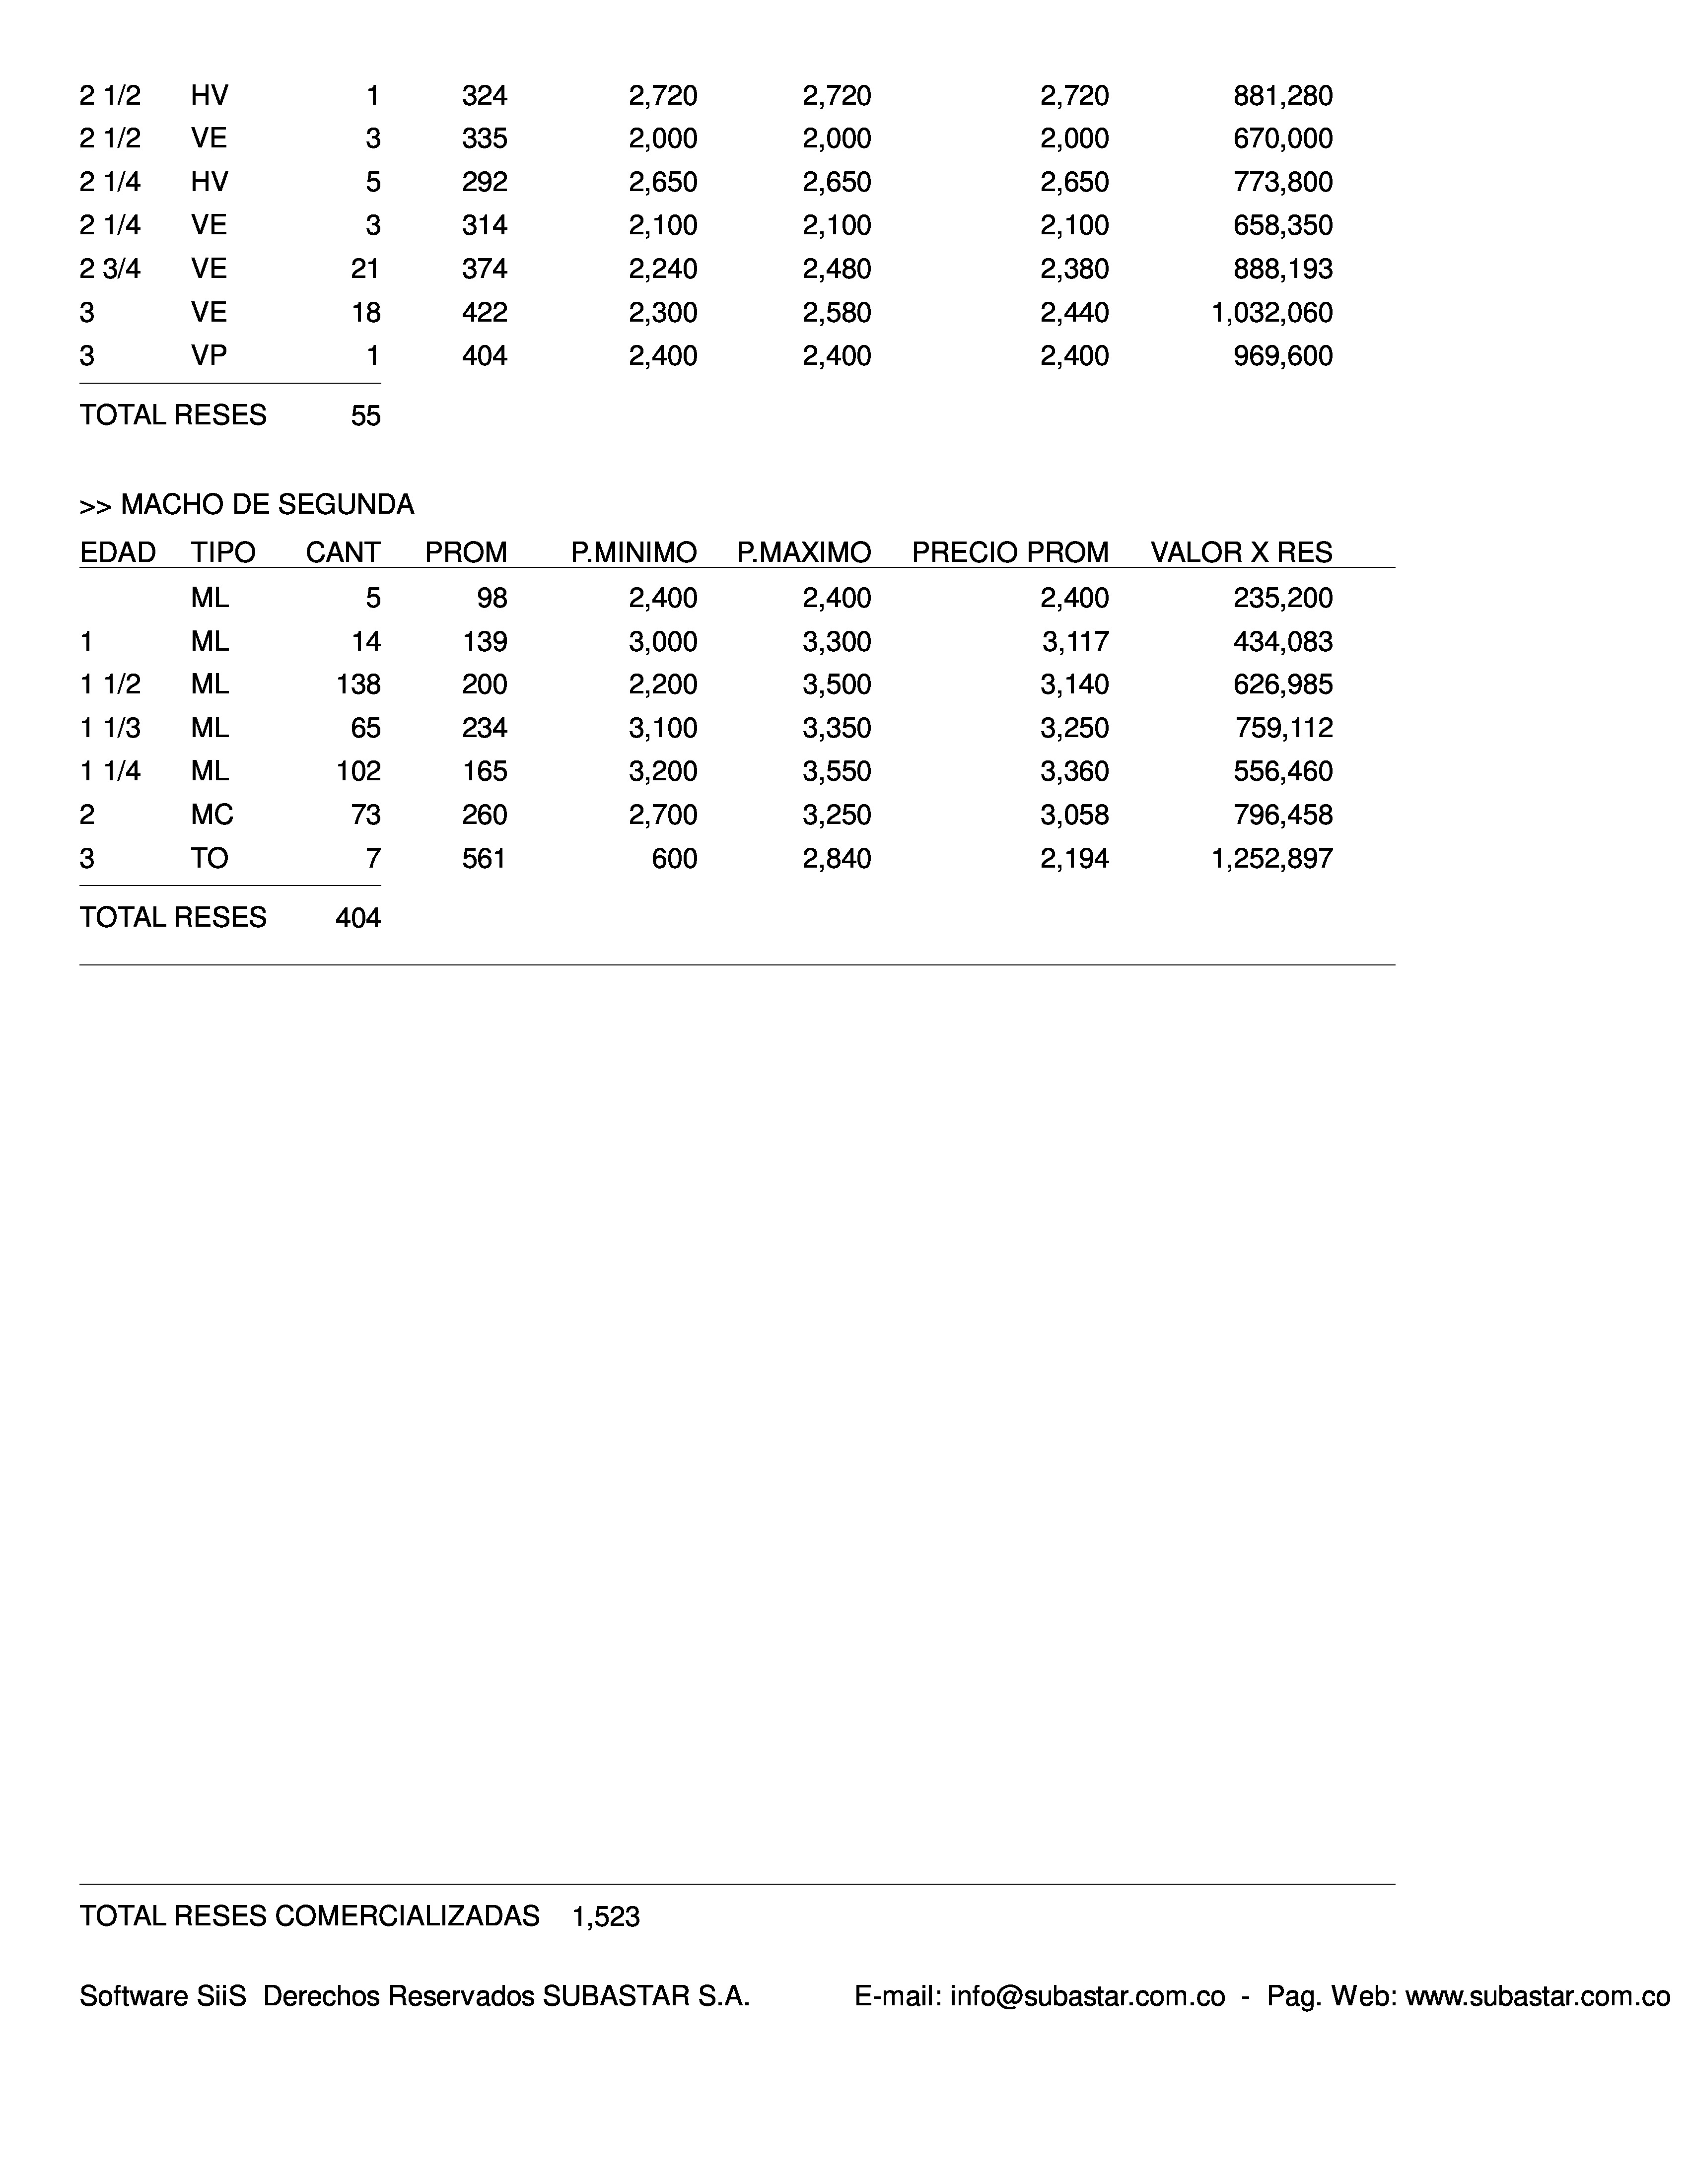 2 1/2 HV 1 324 2,720 2,720 2,720 881,280
2 1/2 VE 3 335 2,000 2,000 2,000 670,000
2 1/4 HV 5 292 2,650 2,650 2,650 773,800
2 1/4 VE 3 314 2,100 2,100 2,100 658,350
2 3/4 VE 21 374 2,240 2,480 2,380 888,193
3 VE 18 422 2,300 2,580 2,440 1,032,060
3 VP 1 404 2,400 2,400 2,400 969,600
TOTAL RESES 55
>> MACHO DE SEGUNDA
EDAD TIPO CANT PROM P.MINIMO P.MAXIMO PRECIO PROM VALOR X RES
ML 5 98 2,400 2,400 2,400 235,200
1 ML 14 139 3,000 3,300 3,117 434,083
1 1/2 ML 138 200 2,200 3,500 3,140 626,985
1 1/3 ML 65 234 3,100 3,350 3,250 759,112
1 1/4 ML 102 165 3,200 3,550 3,360 556,460
2 MC 73 260 2,700 3,250 3,058 796,458
3 TO 7 561 600 2,840 2,194 1,252,897
TOTAL RESES 404
TOTAL RESES COMERCIALIZADAS 1,523
Software SiiS Derechos Reservados SUBASTAR S.A. E-mail: info@subastar.com.co - Pag. Web: www.subastar.com.co